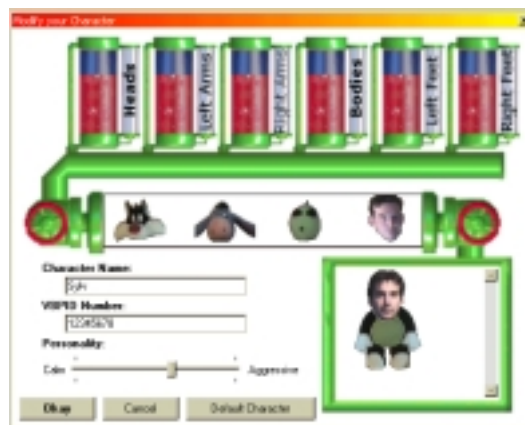 Modify your Character
Heads
Left Arms
Right Arms
Bodies
Left Feet
Right Feet
Character Name:
Number:
12345678
Personality:
Calm
Aggressive
Okay
Cancel
Default Character